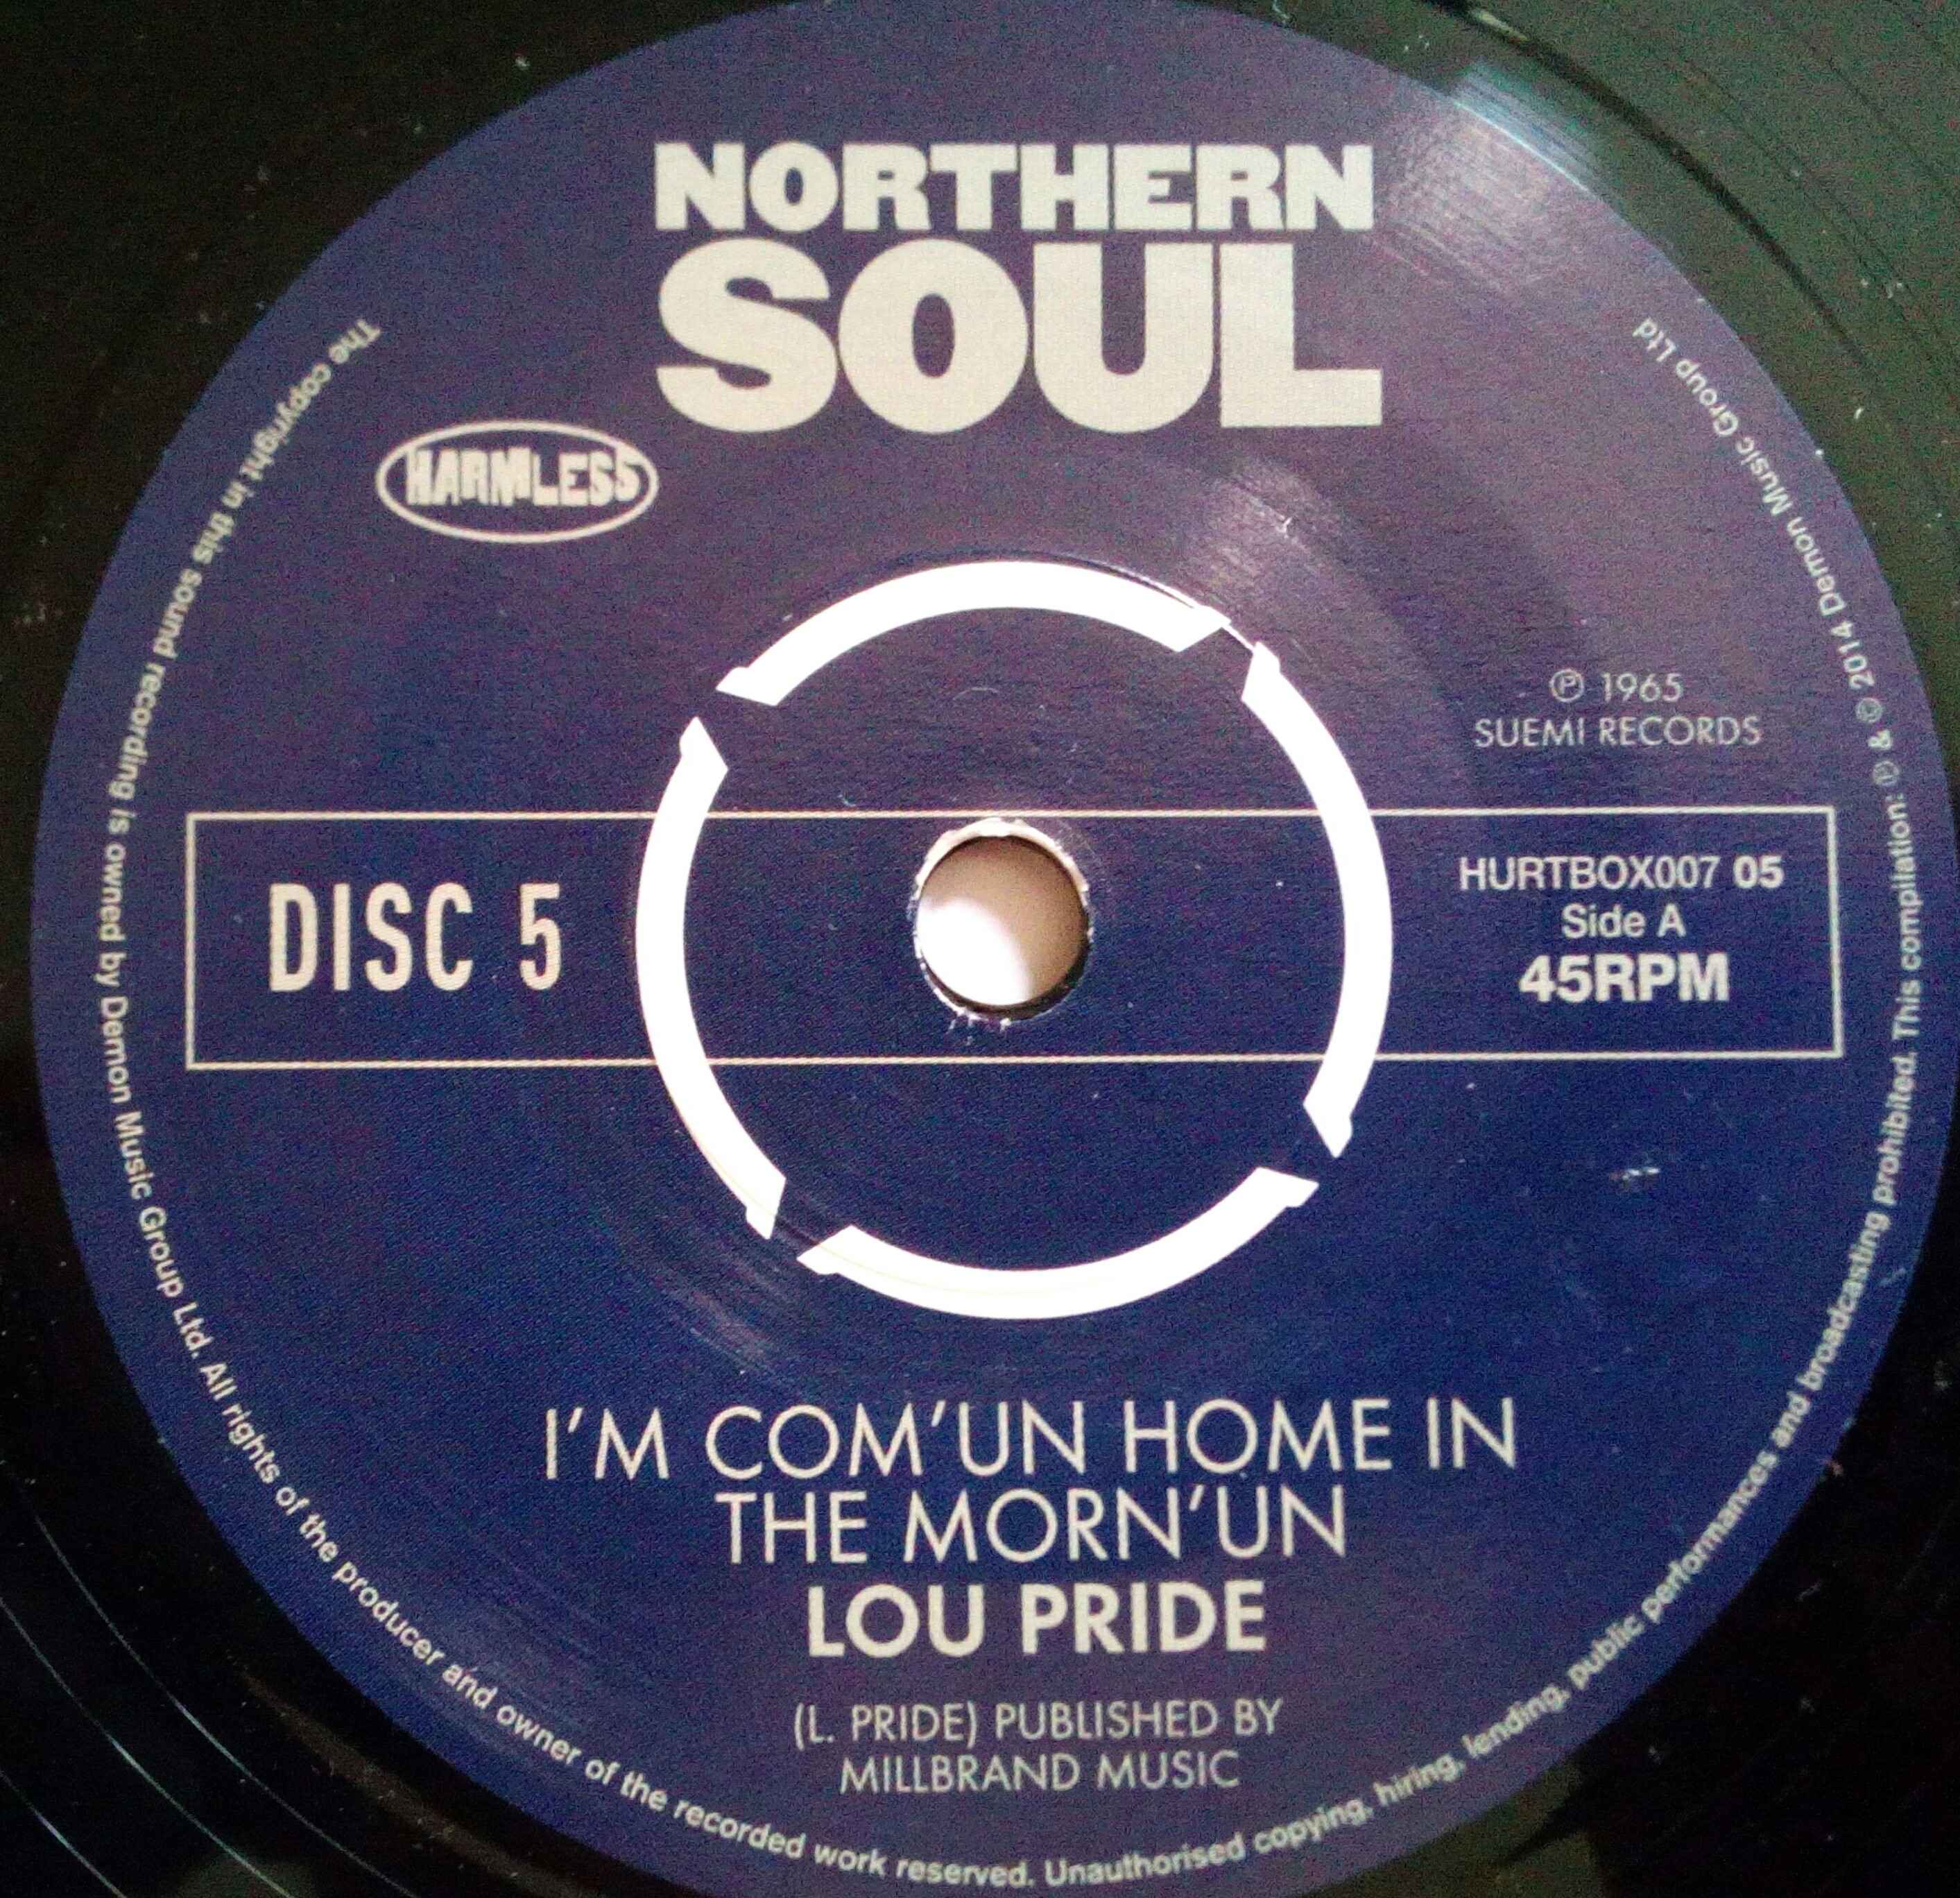 NORTHERN
SOUL
HARMLESS
℗ 1965
SUEMI RECORDS
DISC 5
HURTBOX007 05
Side A
45RPM
I'M COM'UN HOME IN
THE MORN'UN
LOU PRIDE
(L. PRIDE) PUBLISHED BY
MILLBRAND MUSIC
The copyright in this sound recording is owned by Demon Music Group Ltd. All rights of the producer and owner of the recorded work reserved. Unauthorised copying, hiring, lending, public performances and broadcasting prohibited. This compilation: ℗ & © 2014 Demon Music Group Ltd